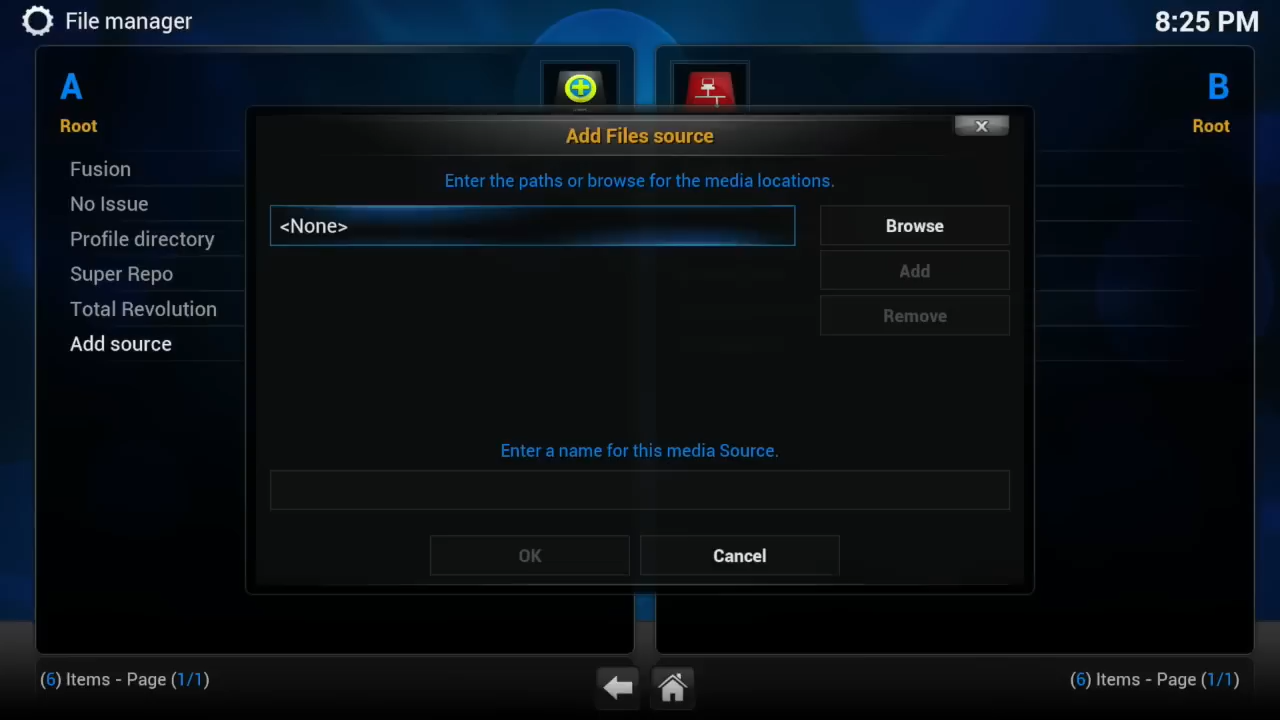 File manager
8:25 PM
A
B
Root
Root
Add Files source
Enter the paths or browse for the media locations.
Fusion
No Issue
Profile directory
Super Repo
Total Revolution
Add source
<None>
Browse
Add
Remove
Enter a name for this media Source.
OK
Cancel
(6) Items - Page (1/1)
(6) Items - Page (1/1)